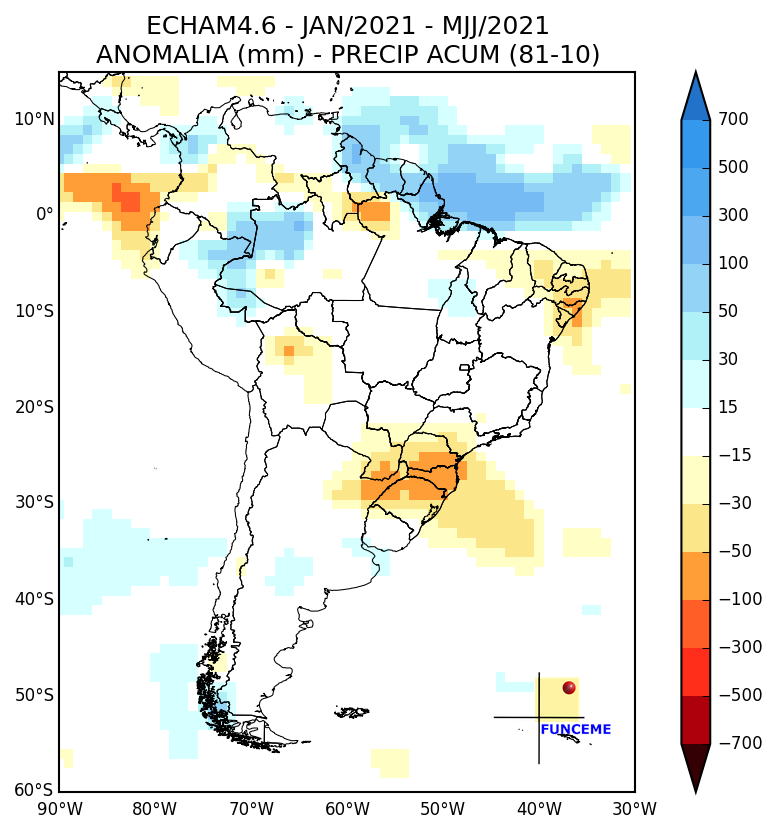 ECHAM4.6 - JAN/2021 - MJJ/2021
ANOMALIA (mm) - PRECIP ACUM (81-10)
10°N
0°
10°S
20°S
30°S
40°S
50°S
60°S
90°W 80°W 70°W 60°W 50°W 40°W 30°W
700
500
300
100
50
30
15
−15
−30
−50
−100
−300
−500
−700
FUNCEME